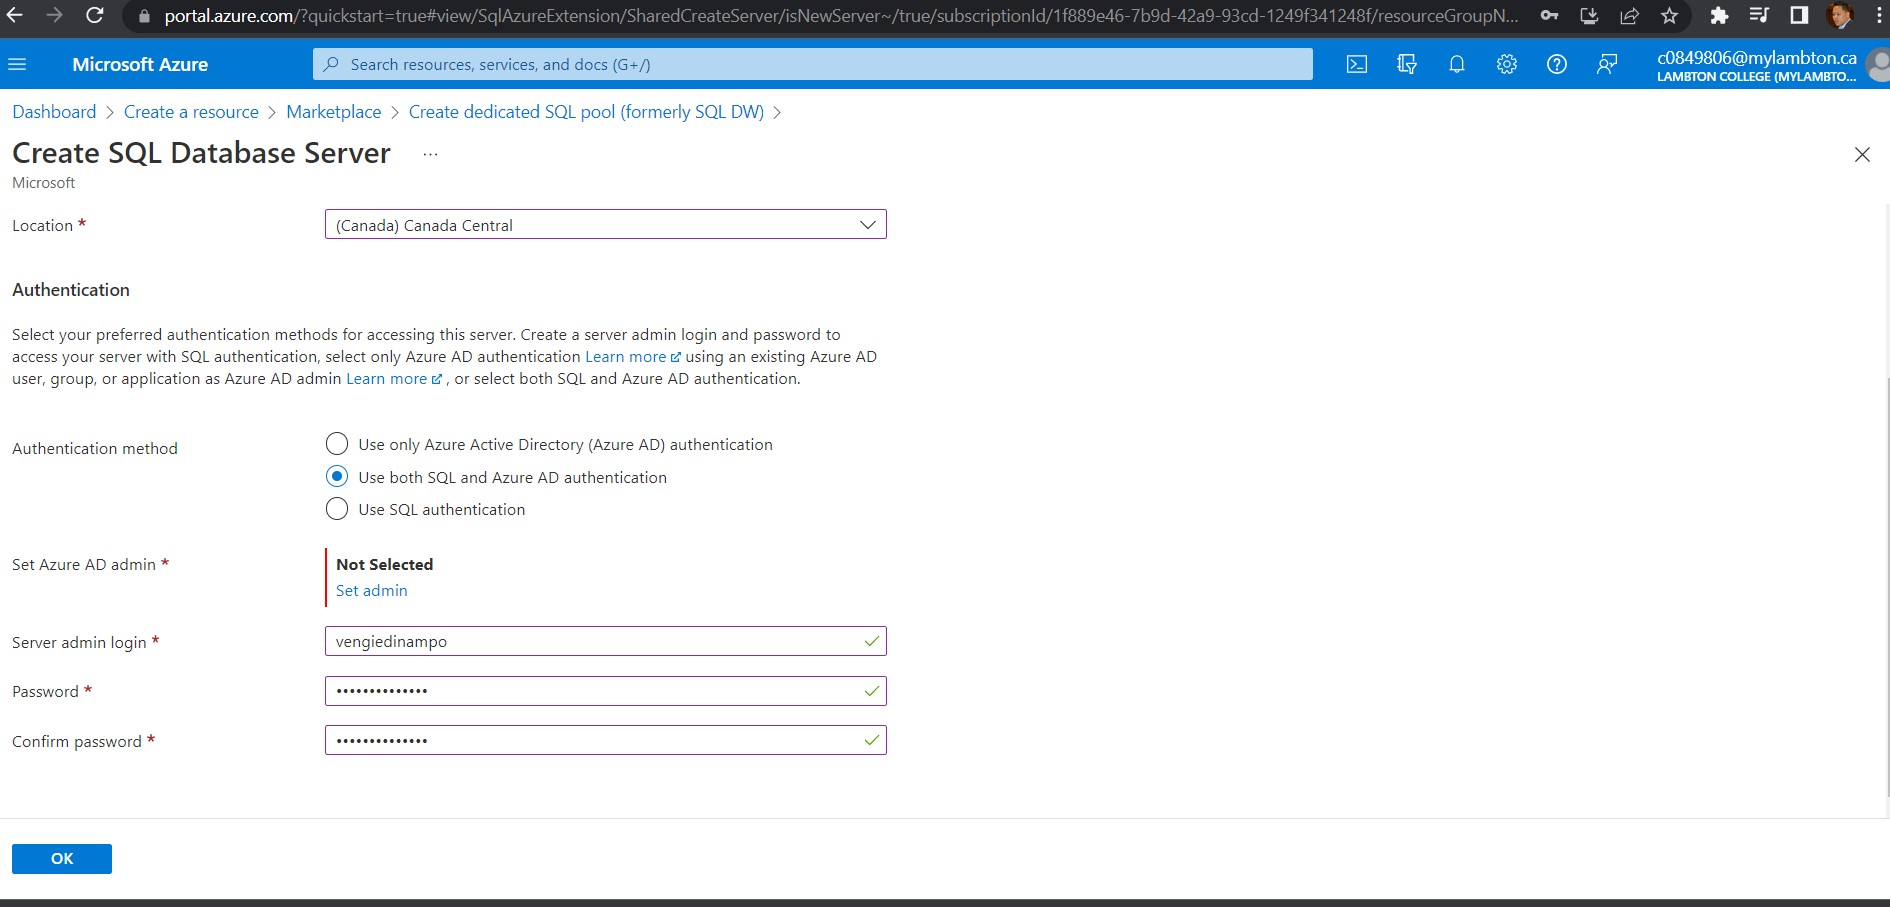 portal.azure.com/?quickstart=true#view/SqlAzureExtension/SharedCreateServer/isNewServer~/true/subscriptionId/1f889e46-7b9d-42a9-93cd-1249f341248f/resourceGroupN...
Microsoft Azure
Search resources, services, and docs (G+/)
c0849806@mylambton.ca
LAMBTON COLLEGE (MYLAMBTO...
Dashboard > Create a resource > Marketplace > Create dedicated SQL pool (formerly SQL DW) >
Create SQL Database Server ...
Microsoft
Location * (Canada) Canada Central
Authentication
Select your preferred authentication methods for accessing this server. Create a server admin login and password to
access your server with SQL authentication, select only Azure AD authentication Learn more using an existing Azure AD
user, group, or application as Azure AD admin Learn more , or select both SQL and Azure AD authentication.
Authentication method
Use only Azure Active Directory (Azure AD) authentication
Use both SQL and Azure AD authentication
Use SQL authentication
Set Azure AD admin * Not Selected
Set admin
Server admin login * vengiedinampo
Password * ••••••••••••••
Confirm password * ••••••••••••••
OK